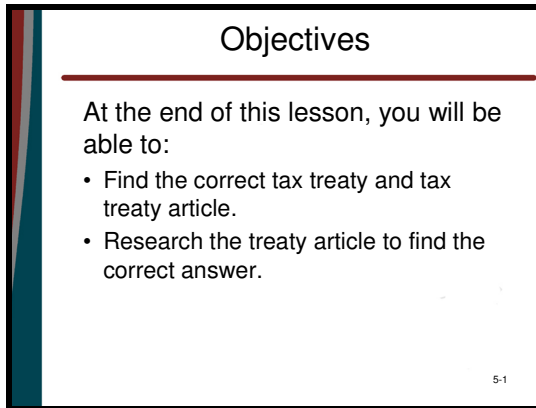 Objectives
At the end of this lesson, you will be
able to:
• Find the correct tax treaty and tax
treaty article.
• Research the treaty article to find the
correct answer.
5-1